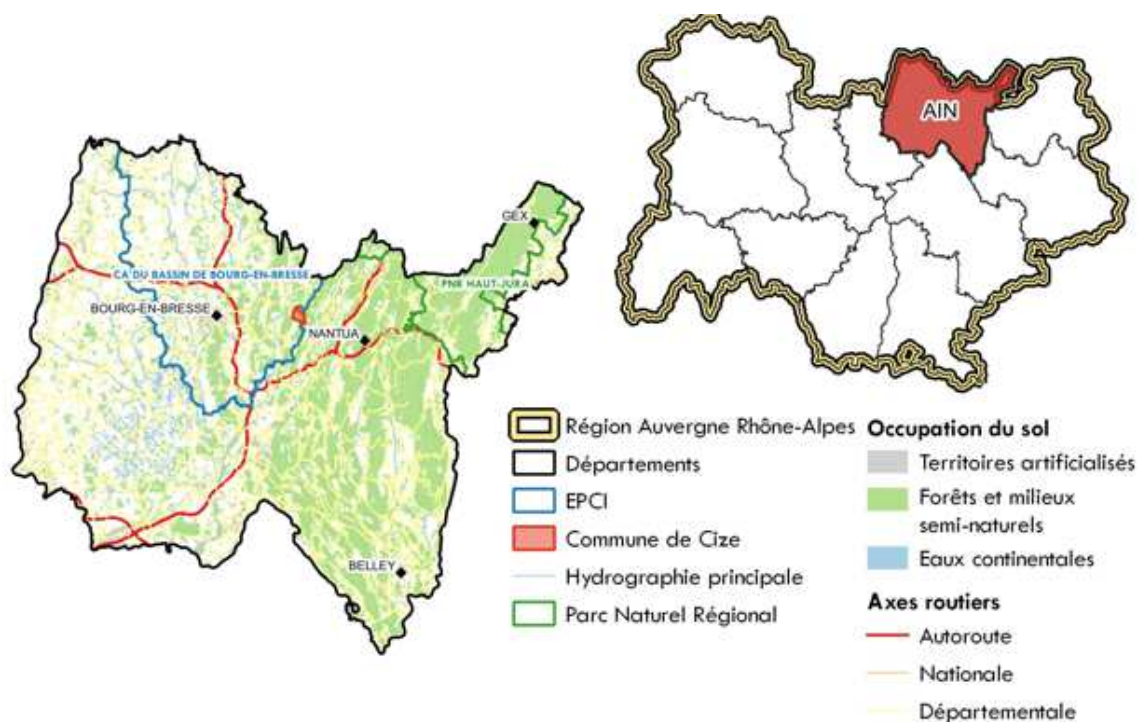 AIN
GEX
CA DU BASSIN DE BOURG-EN-BRESSE
PNR HAUT-JURA
BOURG-EN-BRESSE
NANTUA
BELLEY
Région Auvergne Rhône-Alpes
Départements
EPCI
Commune de Cize
Hydrographie principale
Parc Naturel Régional
Occupation du sol
Territoires artificialisés
Forêts et milieux
semi-naturels
Eaux continentales
Axes routiers
Autoroute
Nationale
Départementale